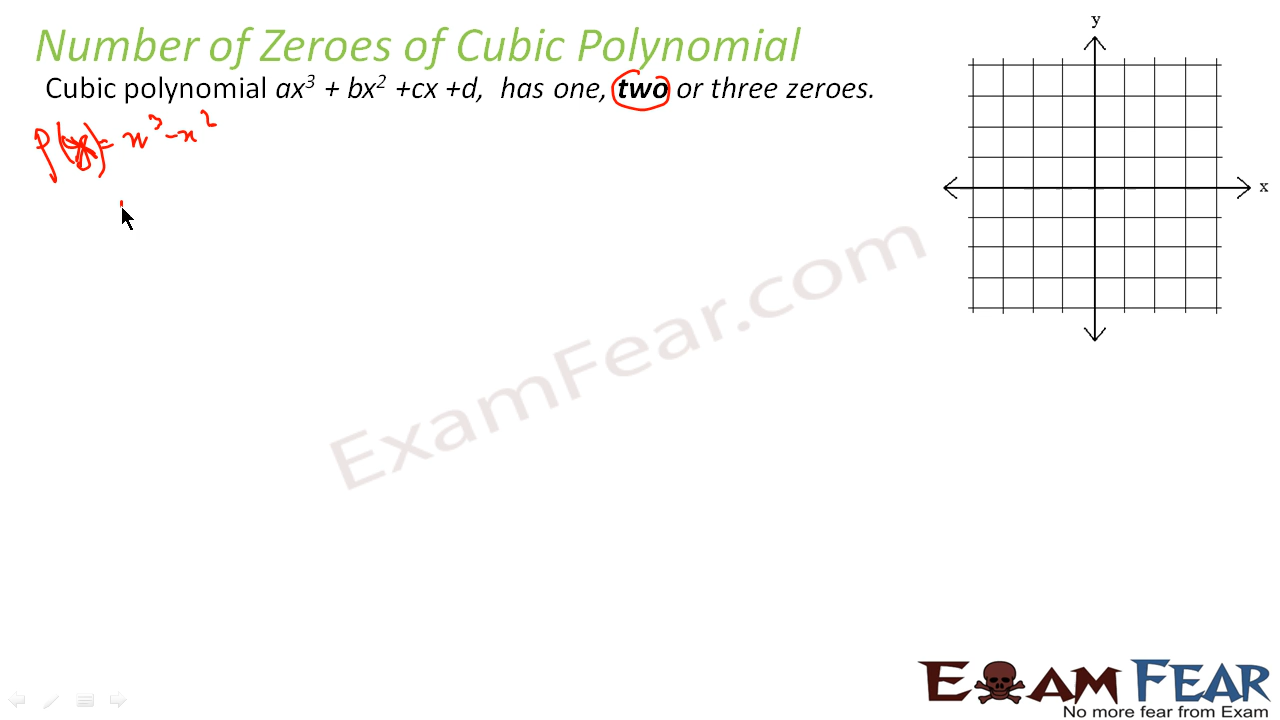 Number of Zeroes of Cubic Polynomial
Cubic polynomial ax³ + bx² +cx +d, has one, two or three zeroes.
P(x)= x³-x²
y
x
ExamFear.com
EXAM FEAR
No more fear from Exam